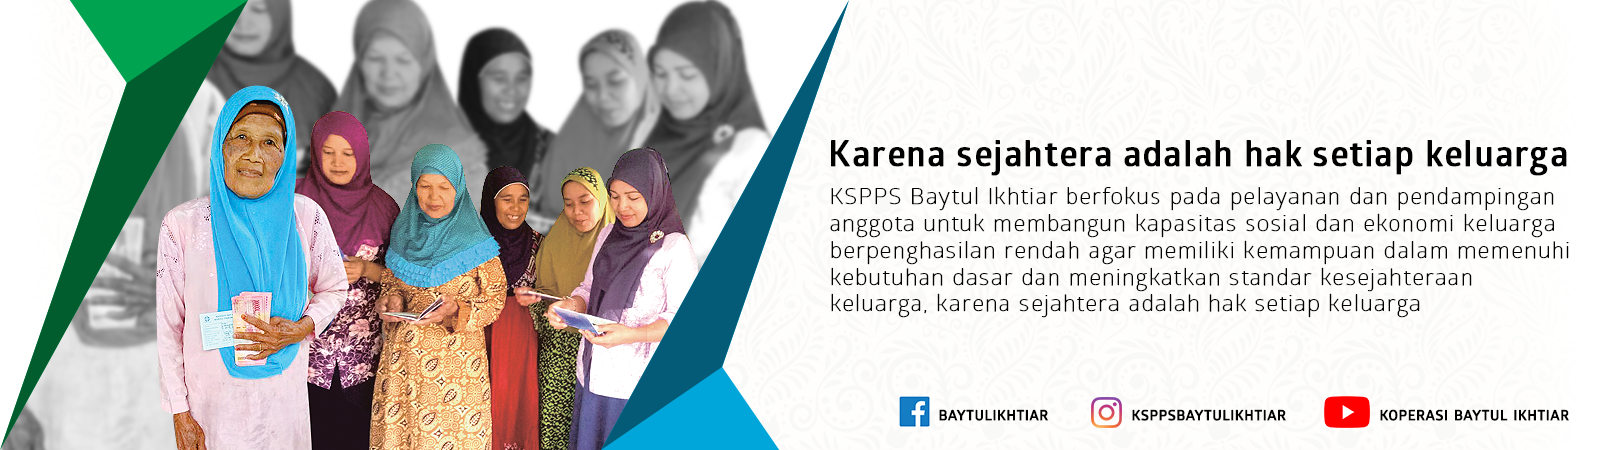 Karena sejahtera adalah hak setiap keluarga
KSPPS Baytul Ikhtiar berfokus pada pelayanan dan pendampingan
anggota untuk membangun kapasitas sosial dan ekonomi keluarga
berpenghasilan rendah agar memiliki kemampuan dalam memenuhi
kebutuhan dasar dan meningkatkan standar kesejahteraan
keluarga, karena sejahtera adalah hak setiap keluarga
BAYTULIKHTIAR
KSPPSBAYTULIKHTIAR
KOPERASI BAYTUL IKHTIAR